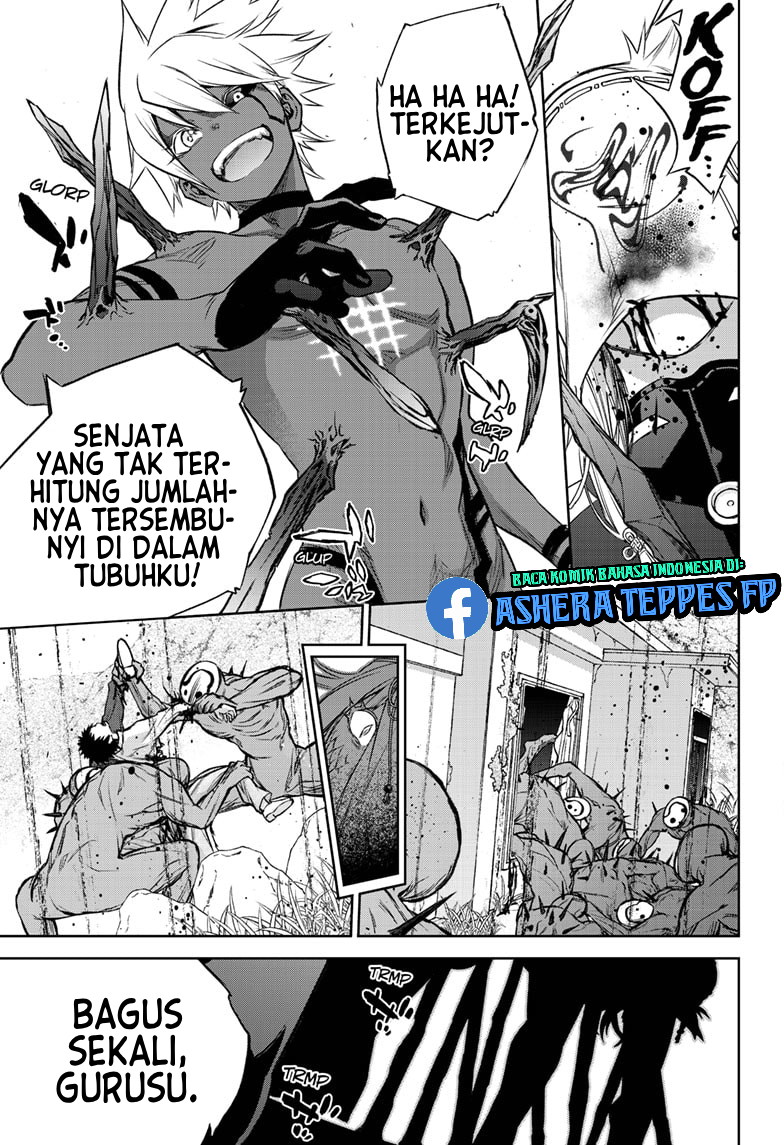 KOFF...
HA HA HA!
TERKEJUT-
KAN?
GLORP
SENJATA
YANG TAK TER-
HITUNG JUMLAH-
NYA TERSEMBU-
NYI DI DALAM
TUBUHKU!
GLRP
GLUP
BACA KOMIK BAHASA INDONESIA DI:
f ASHERA TEPPES FP
TRMP
BAGUS
SEKALI,
GURUSU.
TRMP